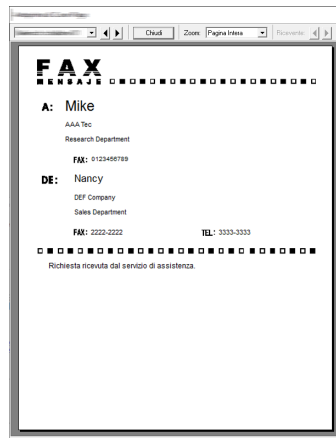 Chiudi Zoom: Pagina Intera Ricevente:
FAX
MENSAJE
A: Mike
AAA Tec
Research Department
FAX: 0123456789
DE: Nancy
DEF Company
Sales Department
FAX: 2222-2222 TEL: 3333-3333
Richiesta ricevuta dal servizio di assistenza.